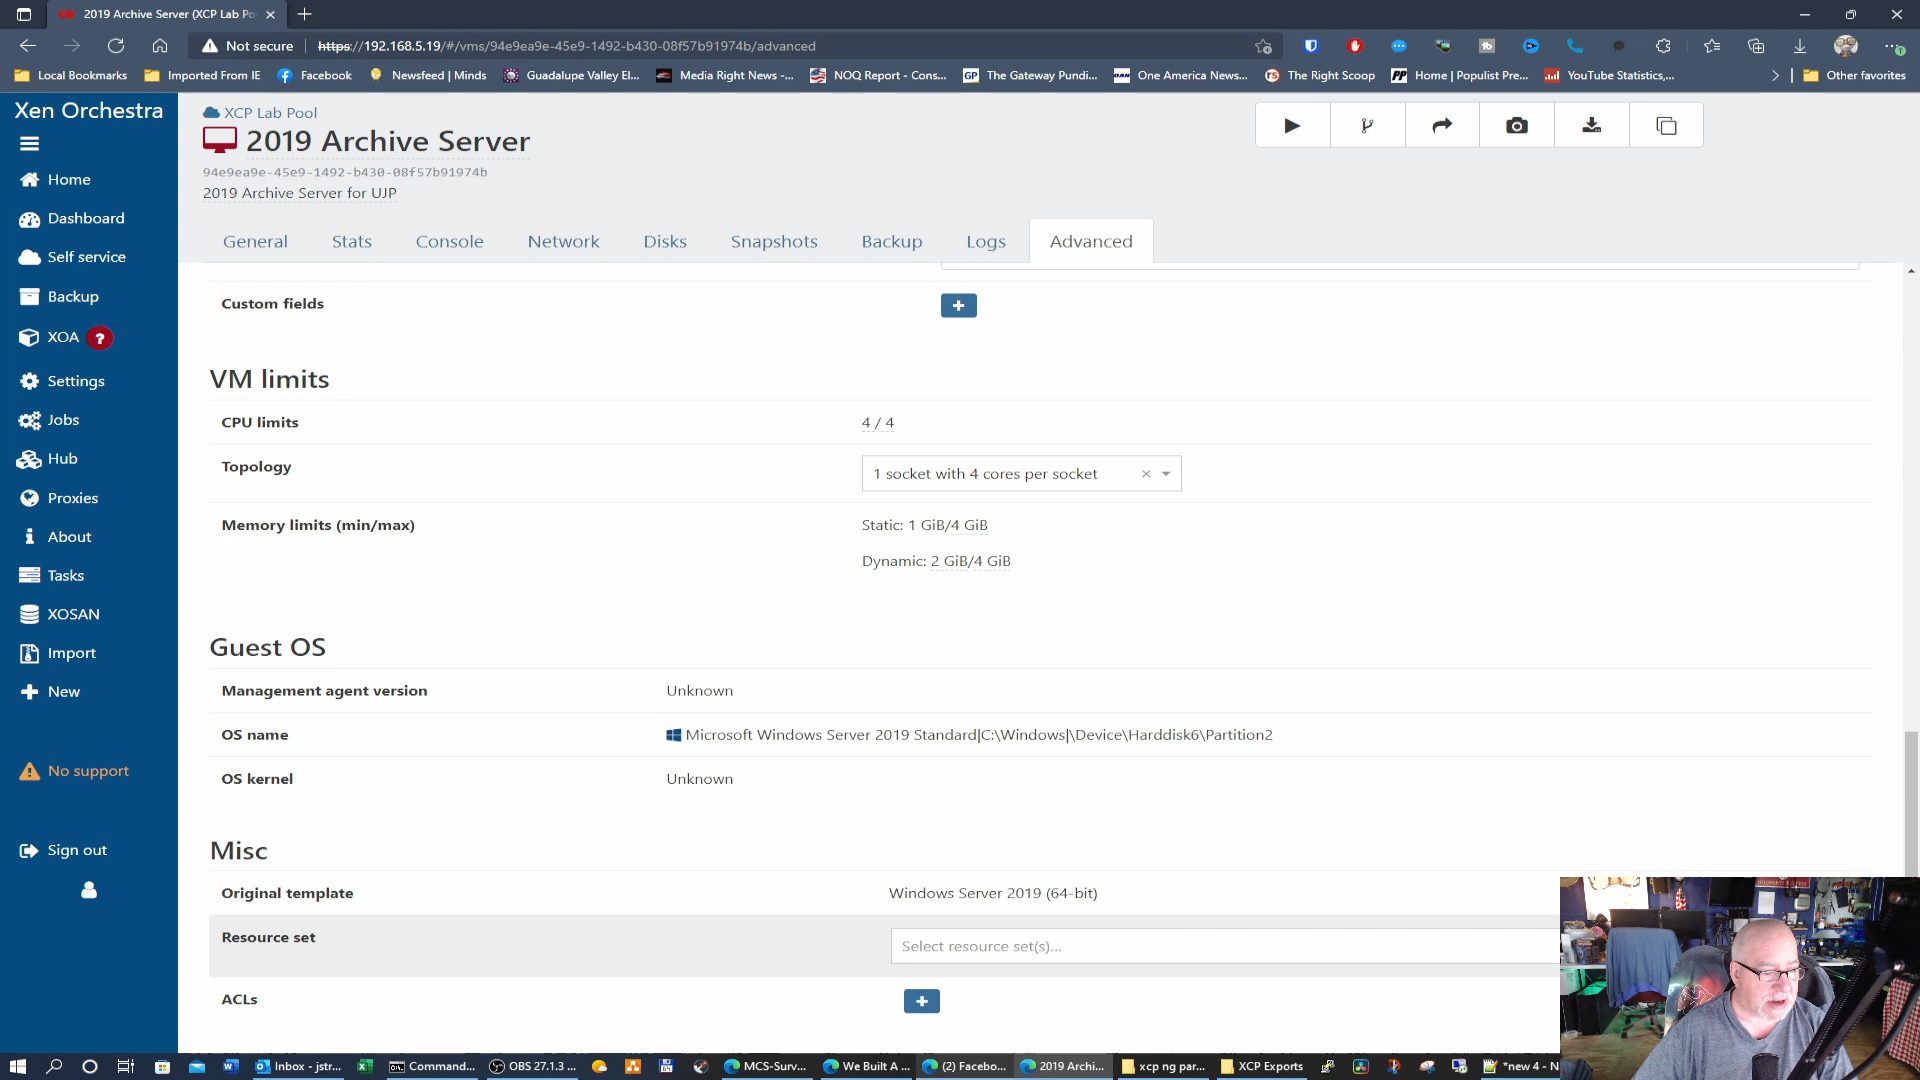 2019 Archive Server (XCP Lab Po
Not secure
https://192.168.5.19/#/vms/94e9ea9e-45e9-1492-b430-08f57b91974b/advanced
Local Bookmarks
Imported From IE
Facebook
Newsfeed | Minds
Guadalupe Valley El...
Media Right News -...
NOQ Report - Cons...
GP The Gateway Pundi...
OAN One America News...
The Right Scoop
PP Home | Populist Pre...
YouTube Statistics,...
Other favorites
Xen Orchestra
Home
Dashboard
Self service
Backup
XOA ?
Settings
Jobs
Hub
Proxies
About
Tasks
XOSAN
Import
New
No support
Sign out
XCP Lab Pool
2019 Archive Server
94e9ea9e-45e9-1492-b430-08f57b91974b
2019 Archive Server for UJP
General
Stats
Console
Network
Disks
Snapshots
Backup
Logs
Advanced
Custom fields
VM limits
CPU limits
4 / 4
Topology
1 socket with 4 cores per socket
Memory limits (min/max)
Static: 1 GiB/4 GiB
Dynamic: 2 GiB/4 GiB
Guest OS
Management agent version
Unknown
OS name
Microsoft Windows Server 2019 Standard|C:\Windows|\Device\Harddisk6\Partition2
OS kernel
Unknown
Misc
Original template
Windows Server 2019 (64-bit)
Resource set
Select resource set(s)...
ACLs
Inbox - jstr...
Command...
OBS 27.1.3 ...
MCS-Surv...
We Built A ...
(2) Facebo...
2019 Archi...
xcp ng par...
XCP Exports
*new 4 - N